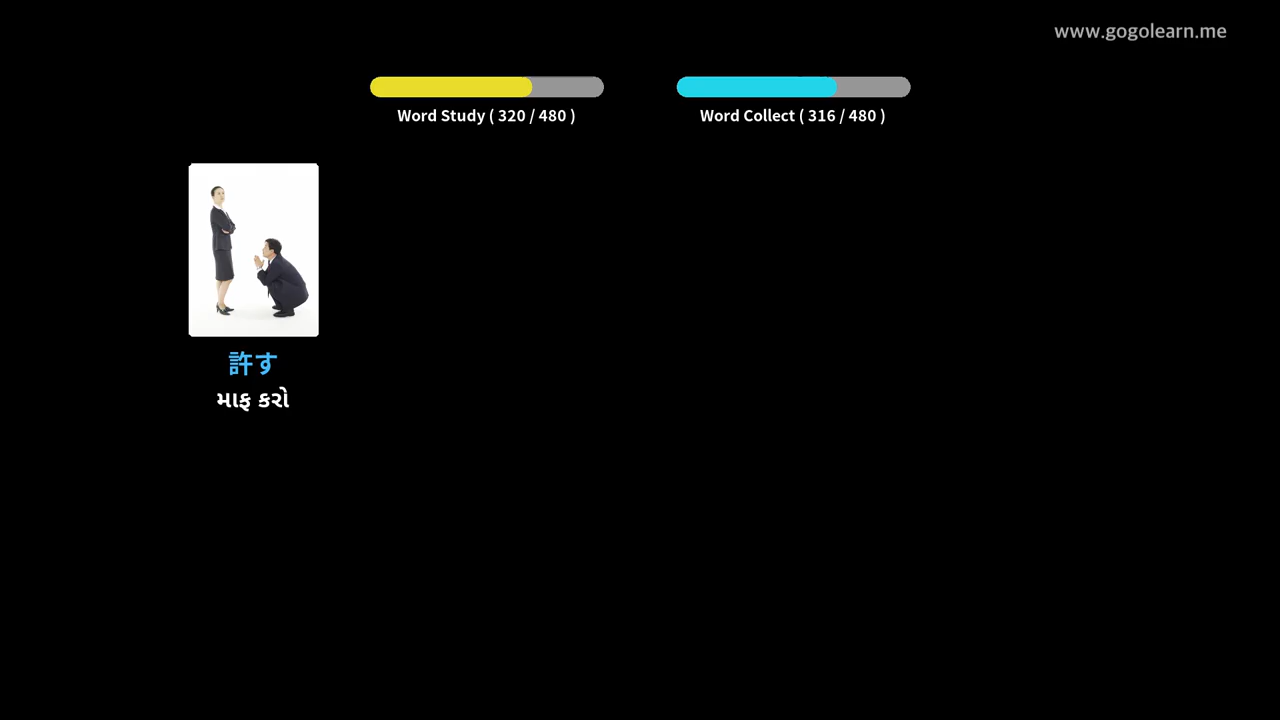 www.gogolearn.me
Word Study ( 320 / 480 )
Word Collect ( 316 / 480 )
許す
માફ કરો